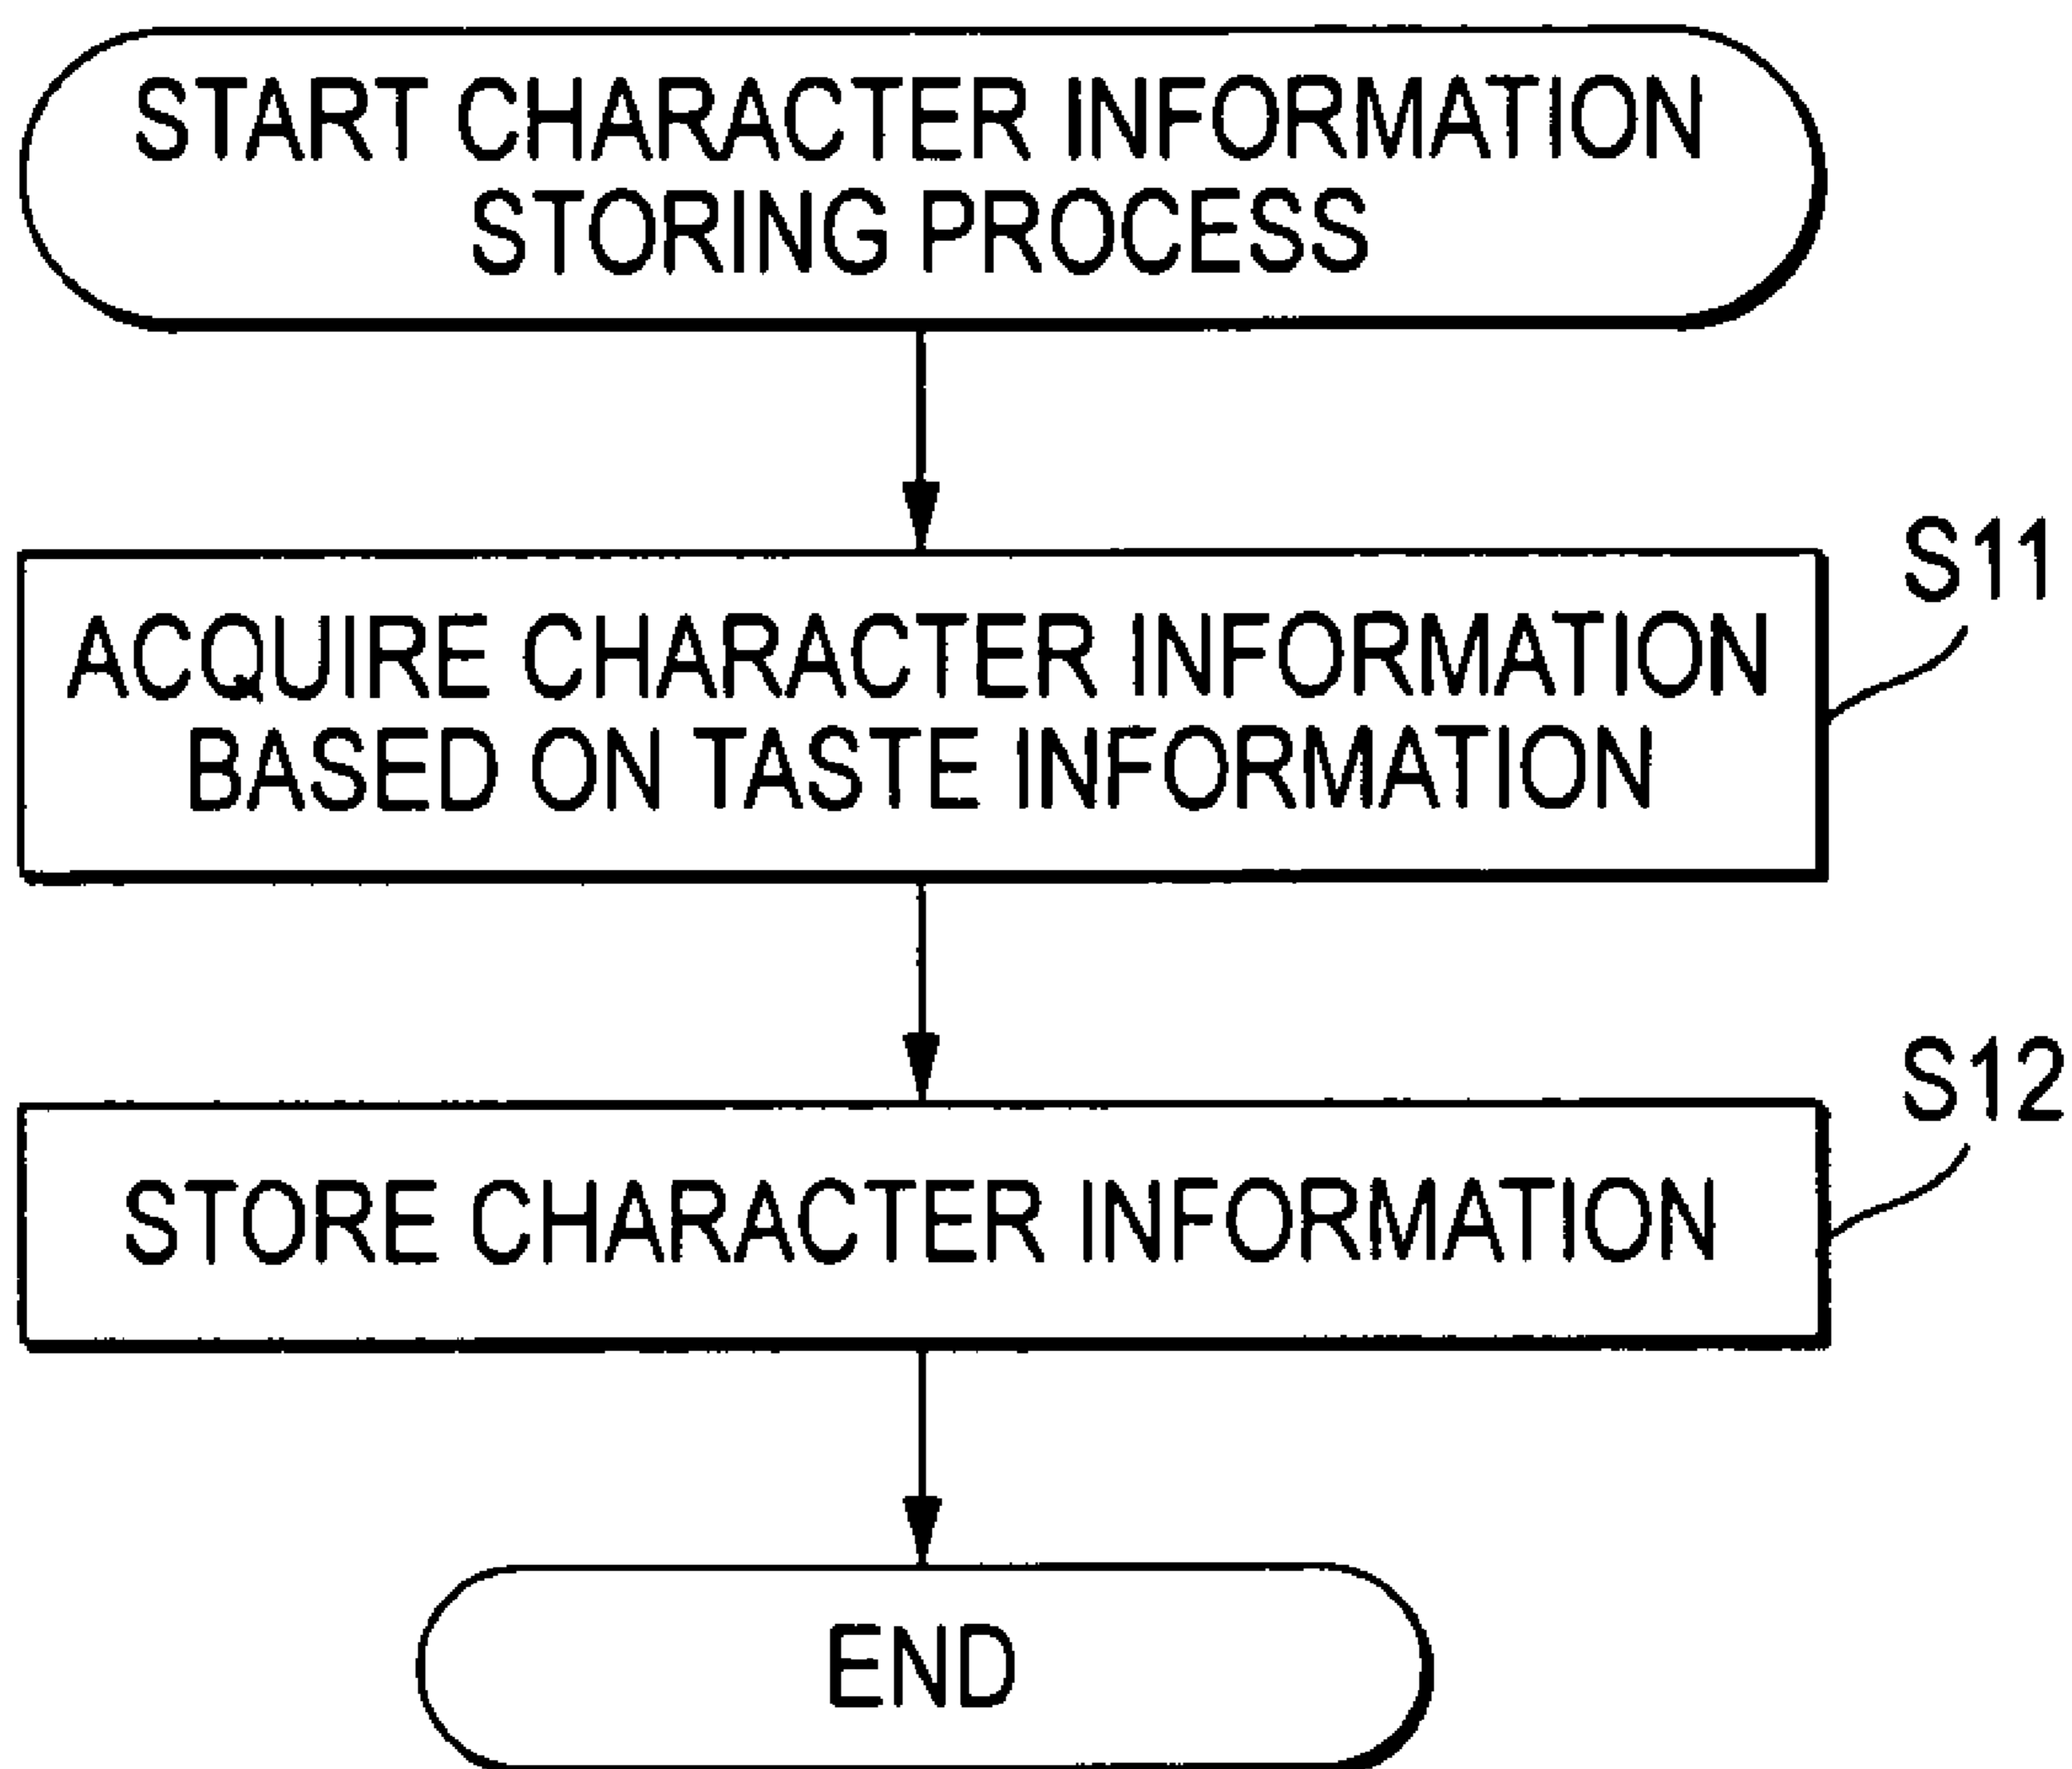 START CHARACTER INFORMATION
STORING PROCESS
S11
ACQUIRE CHARACTER INFORMATION
BASED ON TASTE INFORMATION
S12
STORE CHARACTER INFORMATION
END